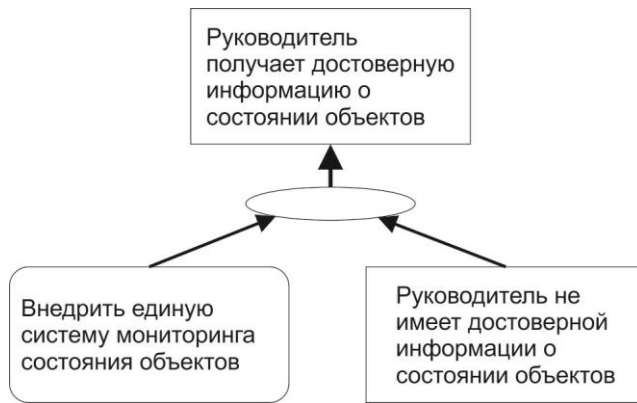 Руководитель
получает достоверную
информацию о
состоянии объектов
Внедрить единую
систему мониторинга
состояния объектов
Руководитель не
имеет достоверной
информации о
состоянии объектов